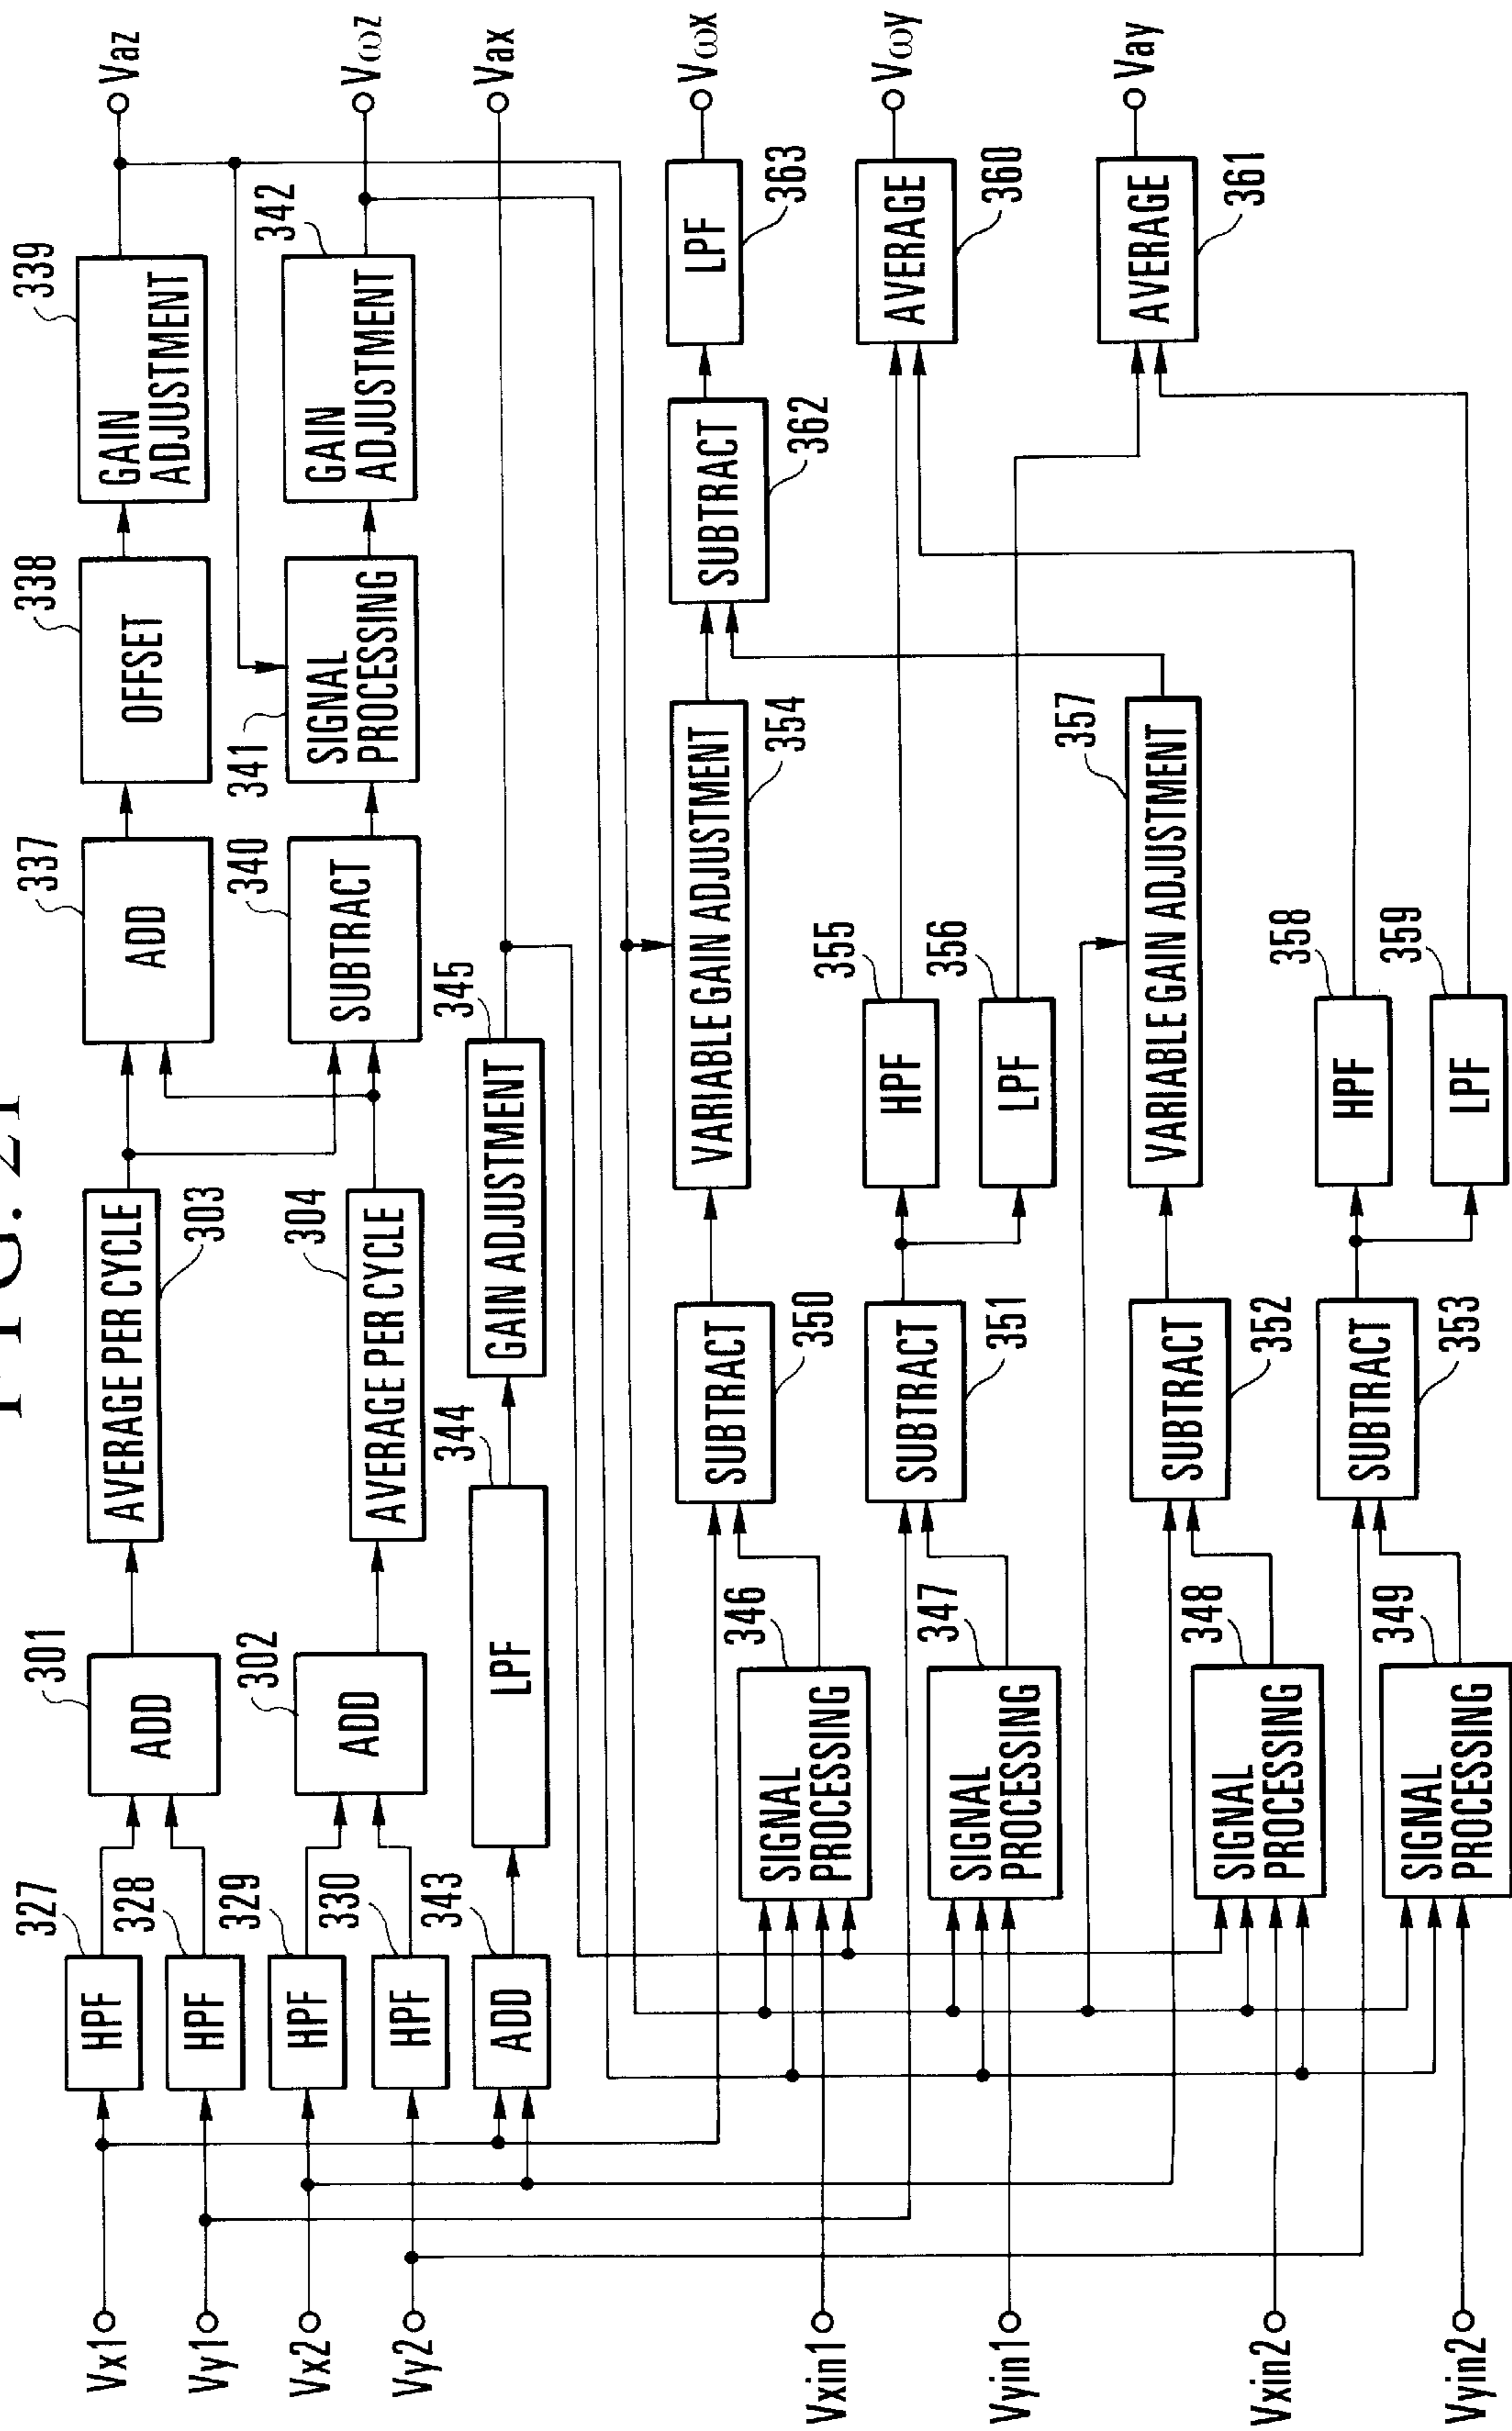 FIG. 21
Vx1
Vy1
Vx2
Vy2
Vxin1
Vyin1
Vxin2
Vyin2
327
HPF
328
HPF
329
HPF
330
HPF
343
ADD
301
ADD
302
ADD
344
LPF
AVERAGE PER CYCLE
303
304
AVERAGE PER CYCLE
345
GAIN ADJUSTMENT
337
ADD
340
SUBTRACT
338
OFFSET
341
SIGNAL
PROCESSING
339
GAIN
ADJUSTMENT
342
GAIN
ADJUSTMENT
Vaz
Vωz
Vax
346
SIGNAL
PROCESSING
347
SIGNAL
PROCESSING
348
SIGNAL
PROCESSING
349
SIGNAL
PROCESSING
SUBTRACT
350
SUBTRACT
351
SUBTRACT
352
SUBTRACT
353
VARIABLE GAIN ADJUSTMENT
354
355
HPF
356
LPF
357
VARIABLE GAIN ADJUSTMENT
358
HPF
359
LPF
SUBTRACT
362
LPF
363
AVERAGE
360
AVERAGE
361
Vωx
Vωy
Vay